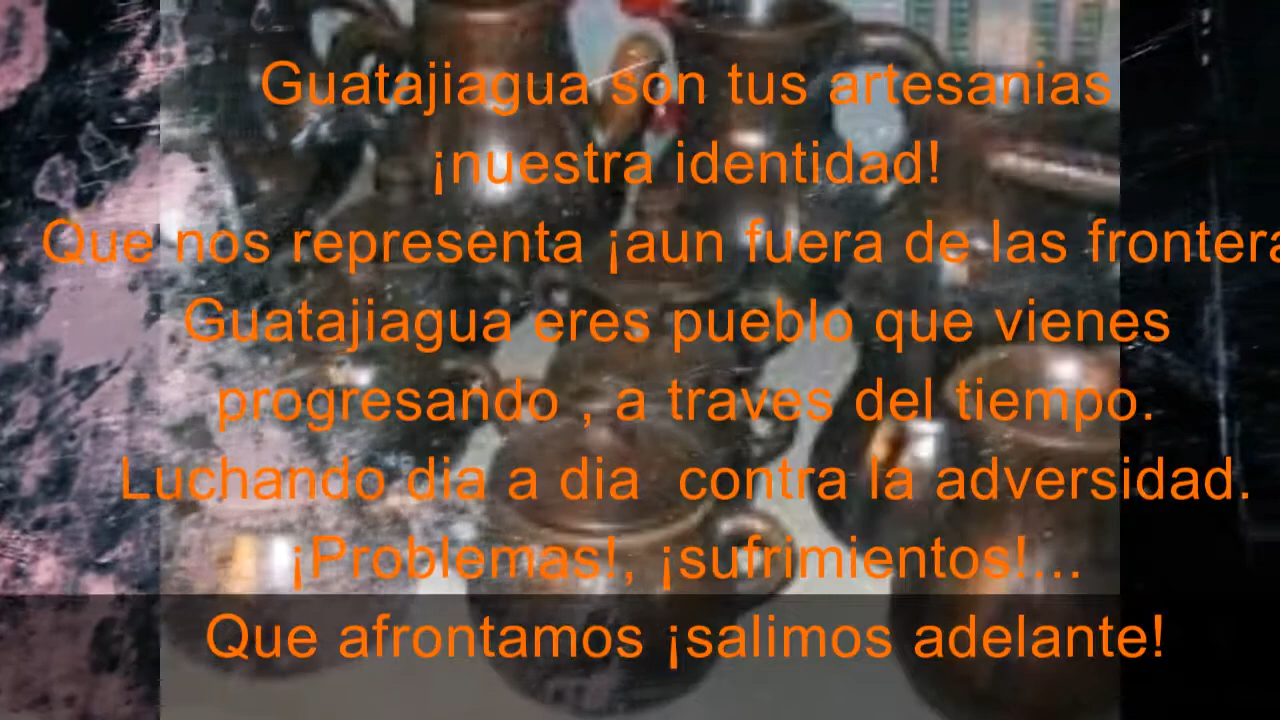 Guatajiagua son tus artesanias
¡nuestra identidad!
Que nos representa ¡aun fuera de las frontera
Guatajiagua eres pueblo que vienes
progresando , a traves del tiempo.
Luchando dia a dia  contra la adversidad.
¡Problemas!, ¡sufrimientos!...
Que afrontamos ¡salimos adelante!